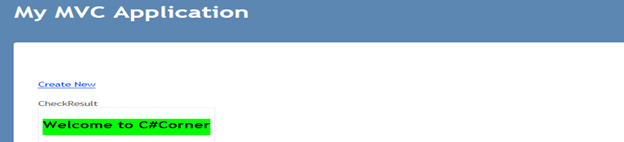 My MVC Application
Create New
CheckResult
Welcome to C#Corner